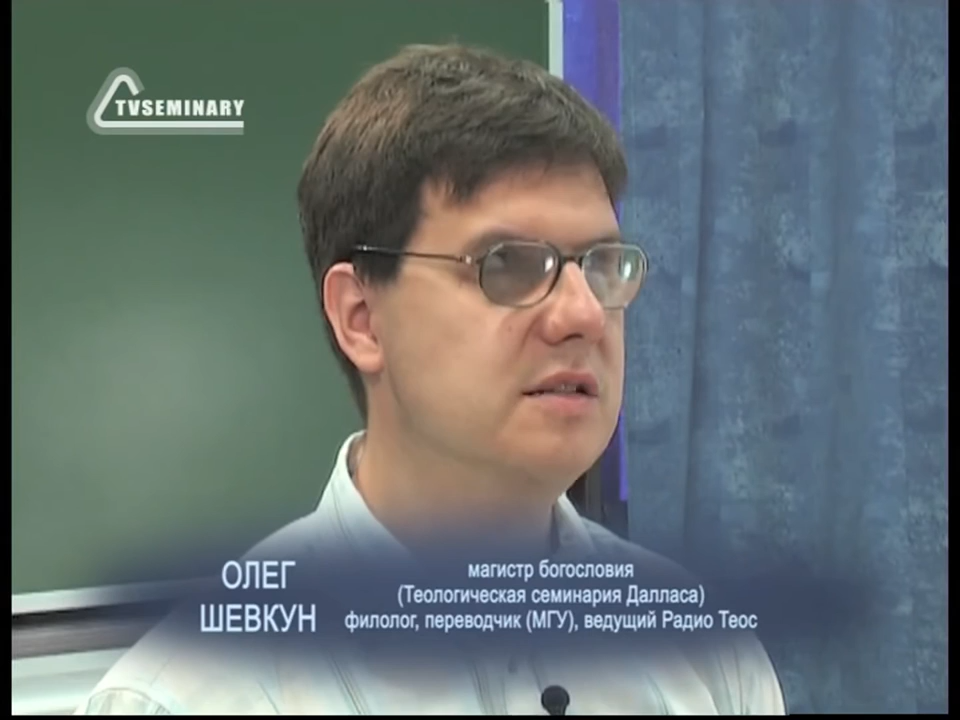 TVSEMINARY
ОЛЕГ
ШЕВКУН
магистр богословия
(Теологическая семинария Далласа)
филолог, переводчик (МГУ), ведущий Радио Теос